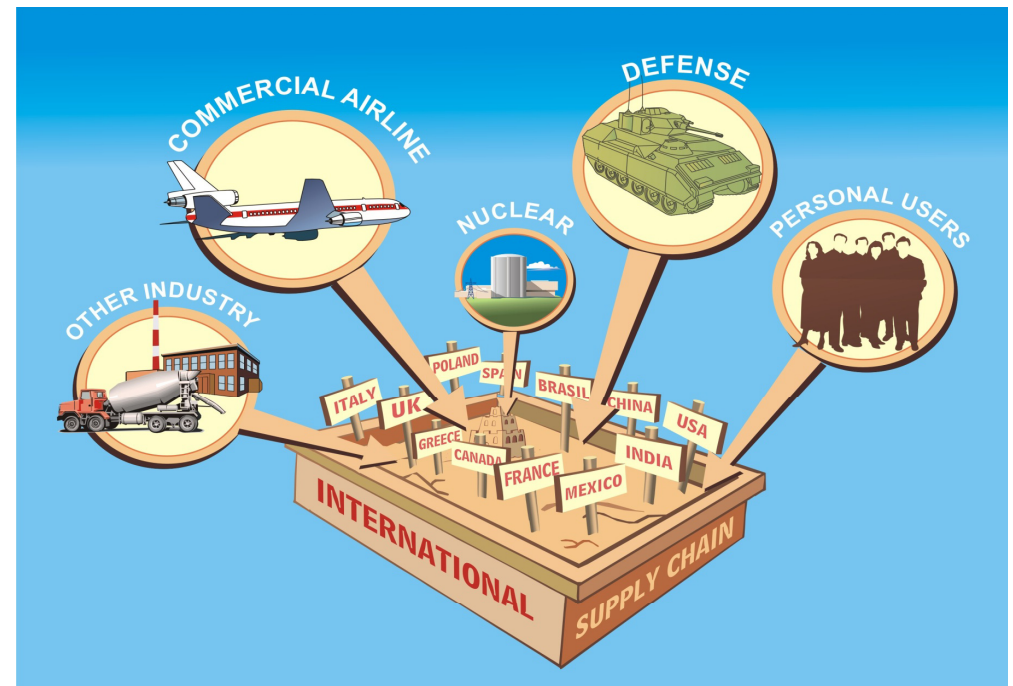 DEFENSE
COMMERCIAL AIRLINE
NUCLEAR
PERSONAL USERS
OTHER INDUSTRY
POLAND
SPAIN
ITALY
UK
BRASIL
CHINA
USA
GREECE
CANADA
FRANCE
INDIA
MEXICO
INTERNATIONAL
SUPPLY CHAIN